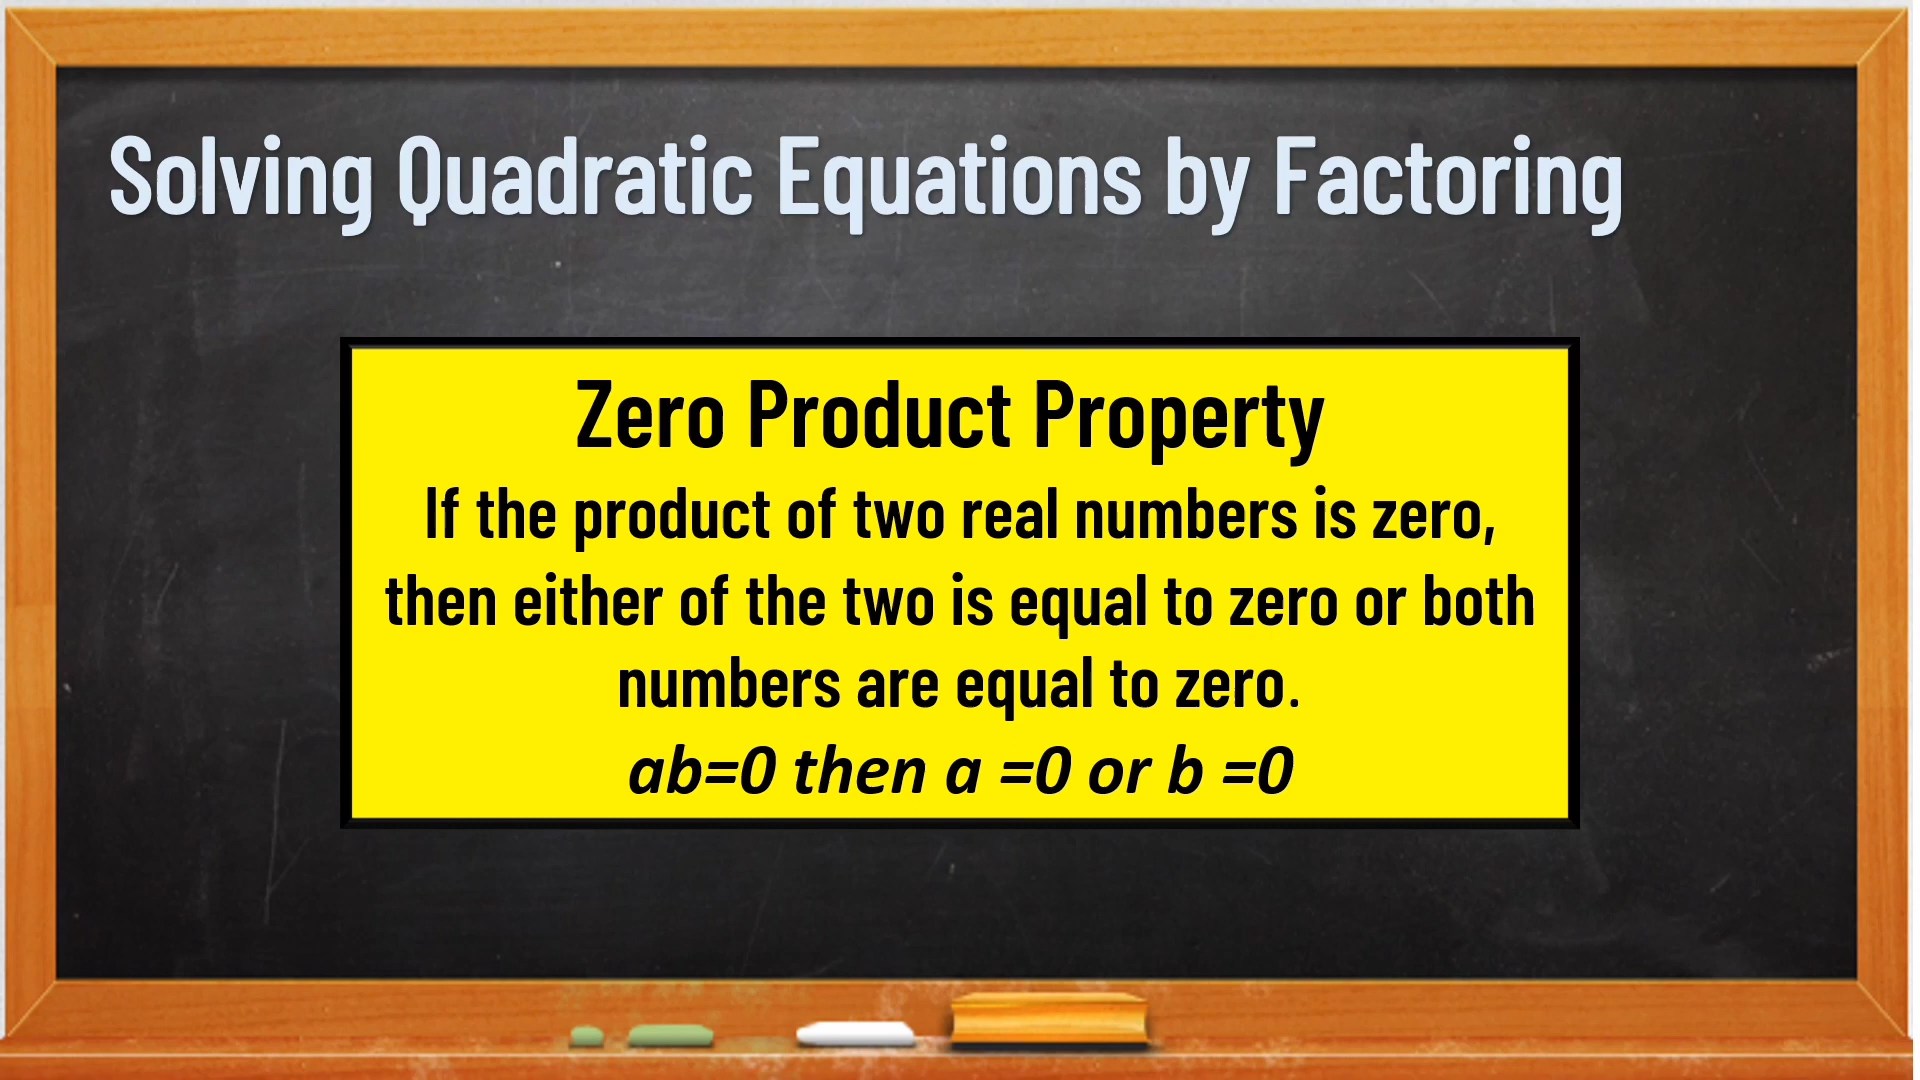 Solving Quadratic Equations by Factoring
Zero Product Property
If the product of two real numbers is zero,
then either of the two is equal to zero or both
numbers are equal to zero.
ab=0 then a =0 or b =0